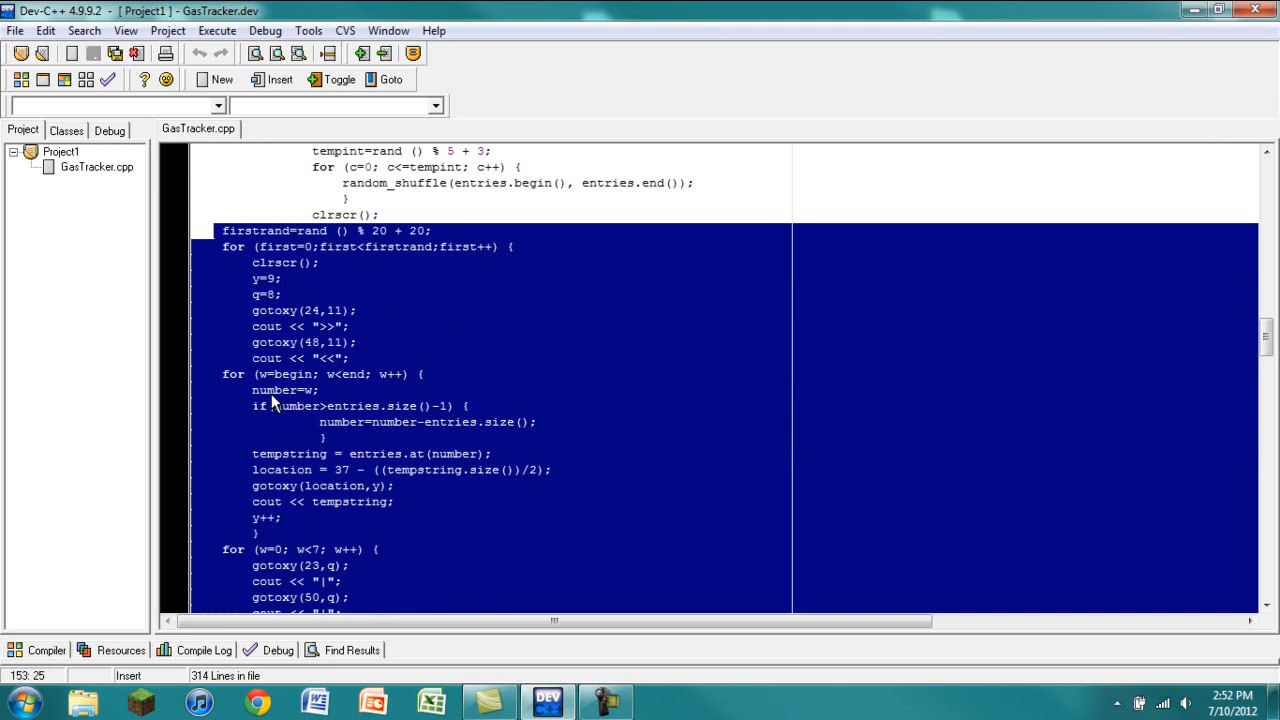 Dev-C++ 4.9.9.2 - [ Project1 ] - GasTracker.dev
File Edit Search View Project Execute Debug Tools CVS Window Help
New Insert Toggle Goto
Project Classes Debug
GasTracker.cpp
Project1
GasTracker.cpp
tempint=rand () % 5 + 3;
for (c=0; c<=tempint; c++) {
random_shuffle(entries.begin(), entries.end());
}
clrscr();
firstrand=rand () % 20 + 20;
for (first=0;first<firstrand;first++) {
clrscr();
y=9;
q=8;
gotoxy(24,11);
cout << ">>";
gotoxy(48,11);
cout << "<<";
for (w=begin; w<end; w++) {
number=w;
if number>entries.size()-1) {
number=number-entries.size();
}
tempstring = entries.at(number);
location = 37 - ((tempstring.size())/2);
gotoxy(location,y);
cout << tempstring;
y++;
}
for (w=0; w<7; w++) {
gotoxy(23,q);
cout << "|";
gotoxy(50,q);
cout << "|";
Compiler Resources Compile Log Debug Find Results
153: 25 Insert 314 Lines in file
DEV C++
2:52 PM
7/10/2012